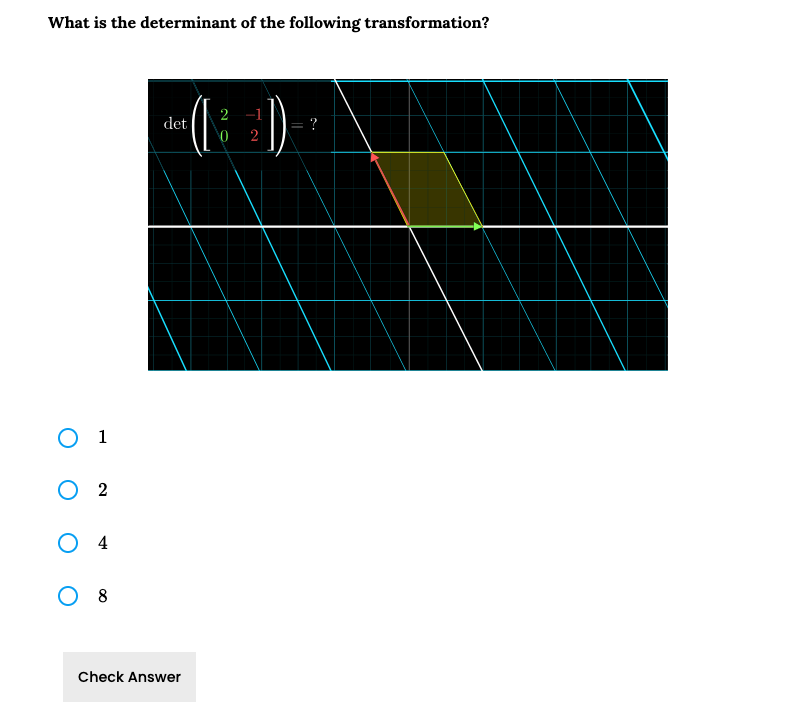 What is the determinant of the following transformation?
det([2 −1
0 2]) = ?
1
2
4
8
Check Answer